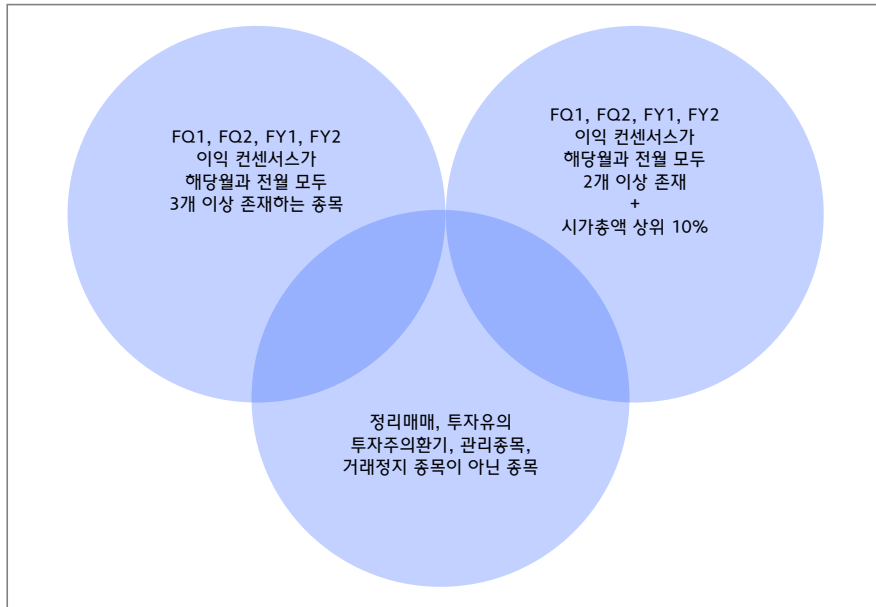 FQ1, FQ2, FY1, FY2
이익 컨센서스가
해당월과 전월 모두
3개 이상 존재하는 종목
FQ1, FQ2, FY1, FY2
이익 컨센서스가
해당월과 전월 모두
2개 이상 존재
+
시가총액 상위 10%
정리매매, 투자유의
투자주의환기, 관리종목,
거래정지 종목이 아닌 종목